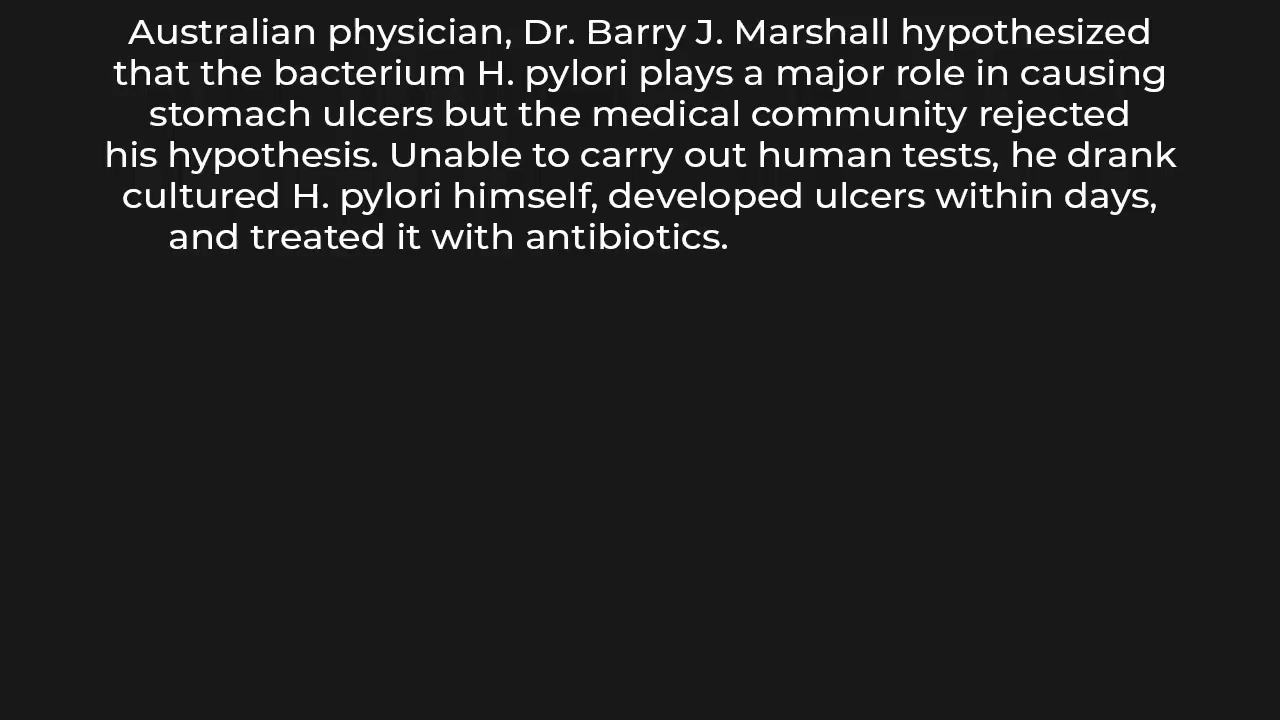 Australian physician, Dr. Barry J. Marshall hypothesized
that the bacterium H. pylori plays a major role in causing
stomach ulcers but the medical community rejected
his hypothesis. Unable to carry out human tests, he drank
cultured H. pylori himself, developed ulcers within days,
and treated it with antibiotics.